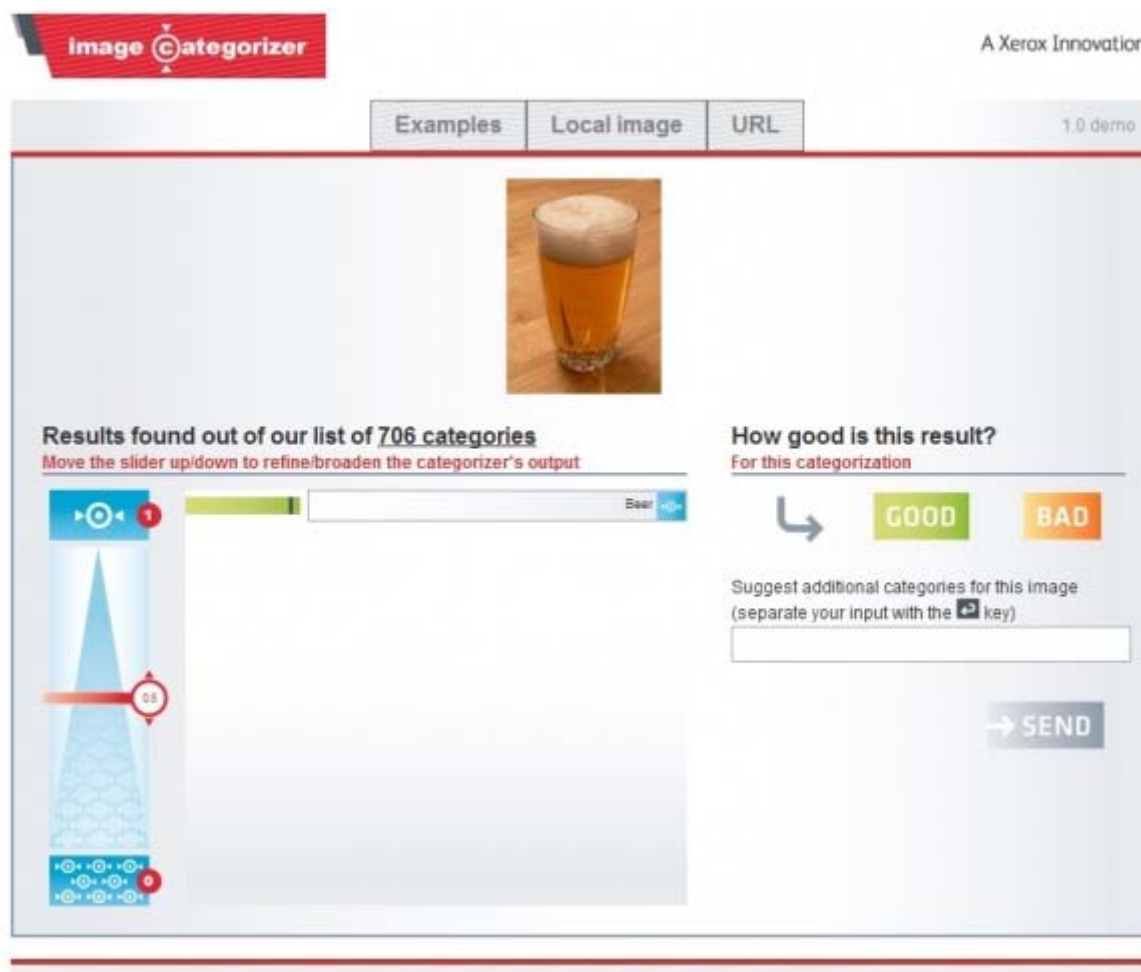 image categorizer
A Xerox Innovation
Examples
Local image
URL
1.0 demo
Results found out of our list of 706 categories
Move the slider up/down to refine/broaden the categorizer's output
1
Beer
0.5
0
How good is this result?
For this categorization
GOOD
BAD
Suggest additional categories for this image
(separate your input with the key)
SEND